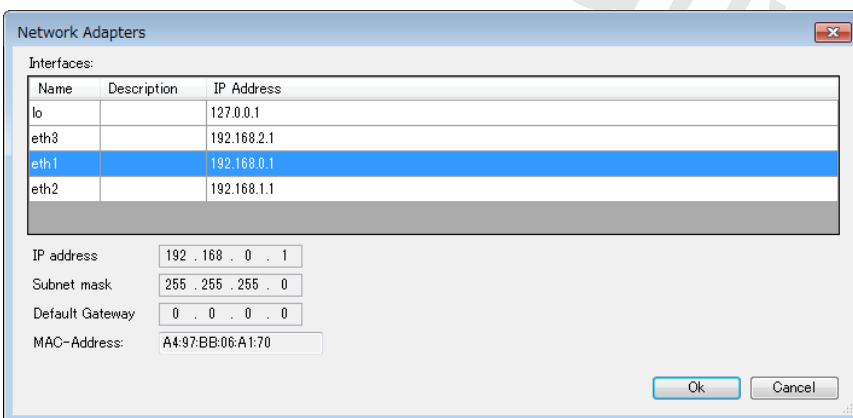 Network Adapters
Interfaces:
Name Description IP Address
lo 127.0.0.1
eth3 192.168.2.1
eth1 192.168.0.1
eth2 192.168.1.1
IP address 192 . 168 . 0 . 1
Subnet mask 255 . 255 . 255 . 0
Default Gateway 0 . 0 . 0 . 0
MAC-Address: A4:97:BB:06:A1:70
Ok Cancel